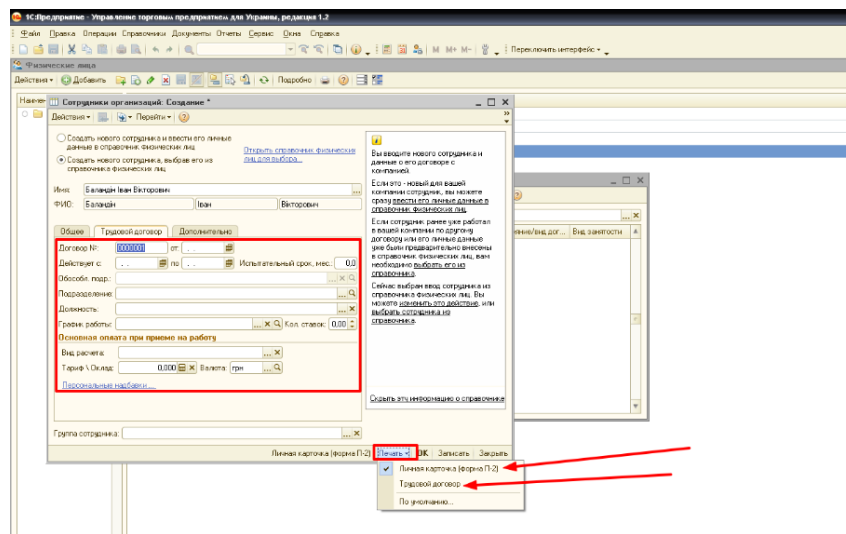 1С:Предприятие - Управление торговым предприятием для Украины, редакция 1.2
Файл Правка Операции Справочники Документы Отчеты Сервис Окна Справка
M M+ M- Переключить интерфейс
Физические лица
Действия Добавить Подробно
Сотрудники организаций: Создание *
Действия Перейти
Создать нового сотрудника и ввести его личные
данные в справочник физических лиц
Создать нового сотрудника, выбрав его из
справочника физических лиц
Открыть справочник физических
лиц для выбора...
Имя: Баландін Іван Вікторович
ФИО: Баландін Іван Вікторович
Общее Трудовой договор Дополнительно
Договор №: 0000001 от: . .
Действует с: . . по . . Испытательный срок, мес.: 0,0
Обособл. подр.:
Подразделение:
Должность:
График работы: Кол. ставок: 0,00
Основная оплата при приеме на работу
Вид расчета:
Тариф \ Оклад: 0,000 Валюта: грн
Персональные надбавки ...
Группа сотрудника:
Вы вводите нового сотрудника и
данные о его договоре с
компанией.
Если это - новый для вашей
компании сотрудник, вы можете
сразу ввести его личные данные в
справочник физических лиц.
Если сотрудник ранее уже работал
в вашей компании по другому
договору или его личные данные
уже были предварительно внесены
в справочник физических лиц, вам
необходимо выбрать его из
справочника.
Сейчас выбран ввод сотрудника из
справочника физических лиц. Вы
можете изменить это действие, или
выбрать сотрудника из
справочника.
Скрыть эту информацию о справочнике
Вид занятости
Личная карточка (форма П-2) Печать ОК Записать Закрыть
Личная карточка (форма П-2)
Трудовой договор
По умолчанию...